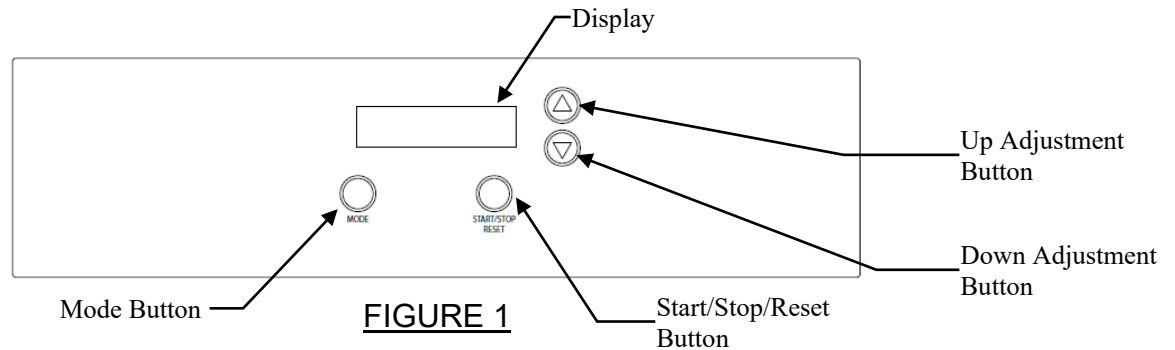 Display
Up Adjustment
Button
MODE
START/STOP
RESET
Down Adjustment
Button
Mode Button
FIGURE 1
Start/Stop/Reset
Button